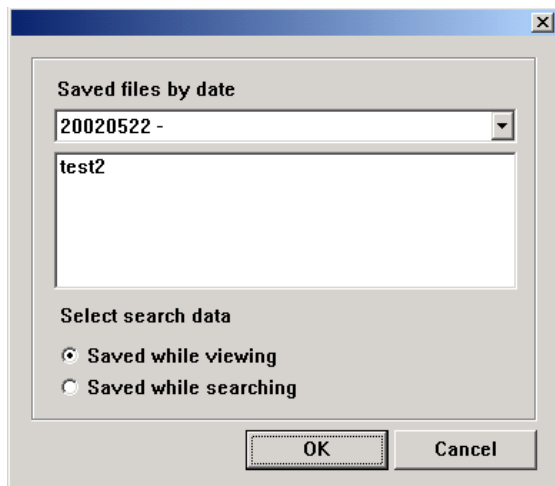 Saved files by date
20020522 -
test2
Select search data
Saved while viewing
Saved while searching
OK
Cancel